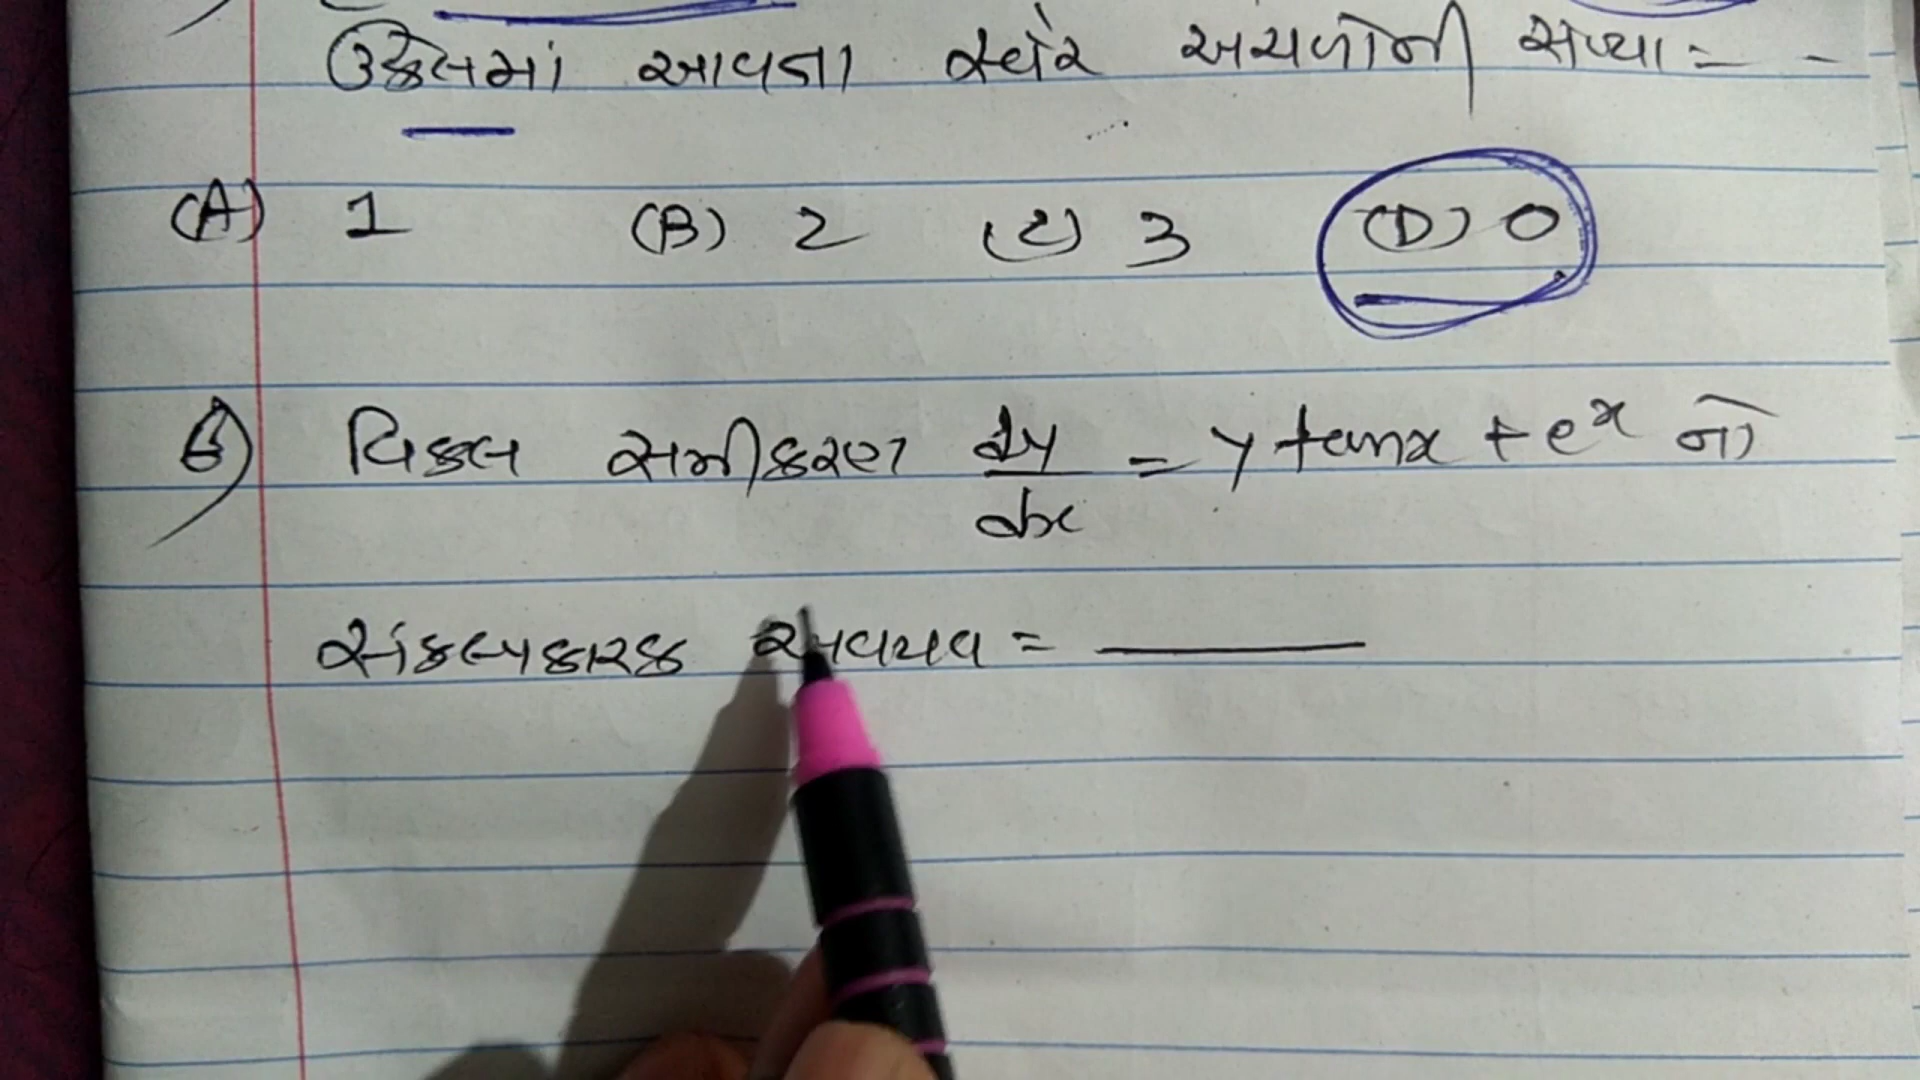 ઉકેલમાં આવતા સ્વૈર અચળોની સંખ્યા = -
(A) 1 (B) 2 (C) 3 (D) 0
6) વિકલ સમીકરણ dy/dx = y tanx + e^x નો
સંકલ્યકારક અવયવ = ______